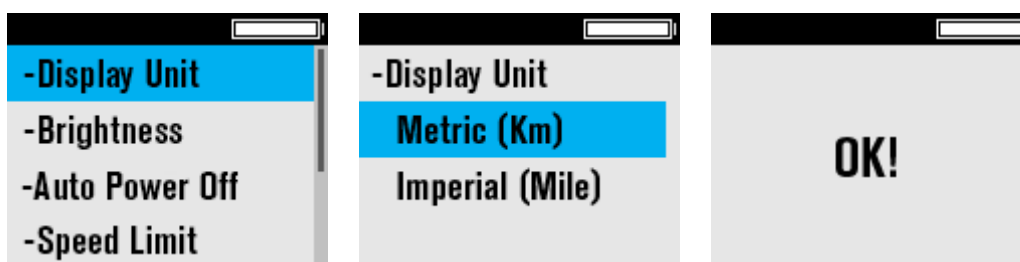 -Display Unit
-Brightness
-Auto Power Off
-Speed Limit
-Display Unit
Metric (Km)
Imperial (Mile)
OK!